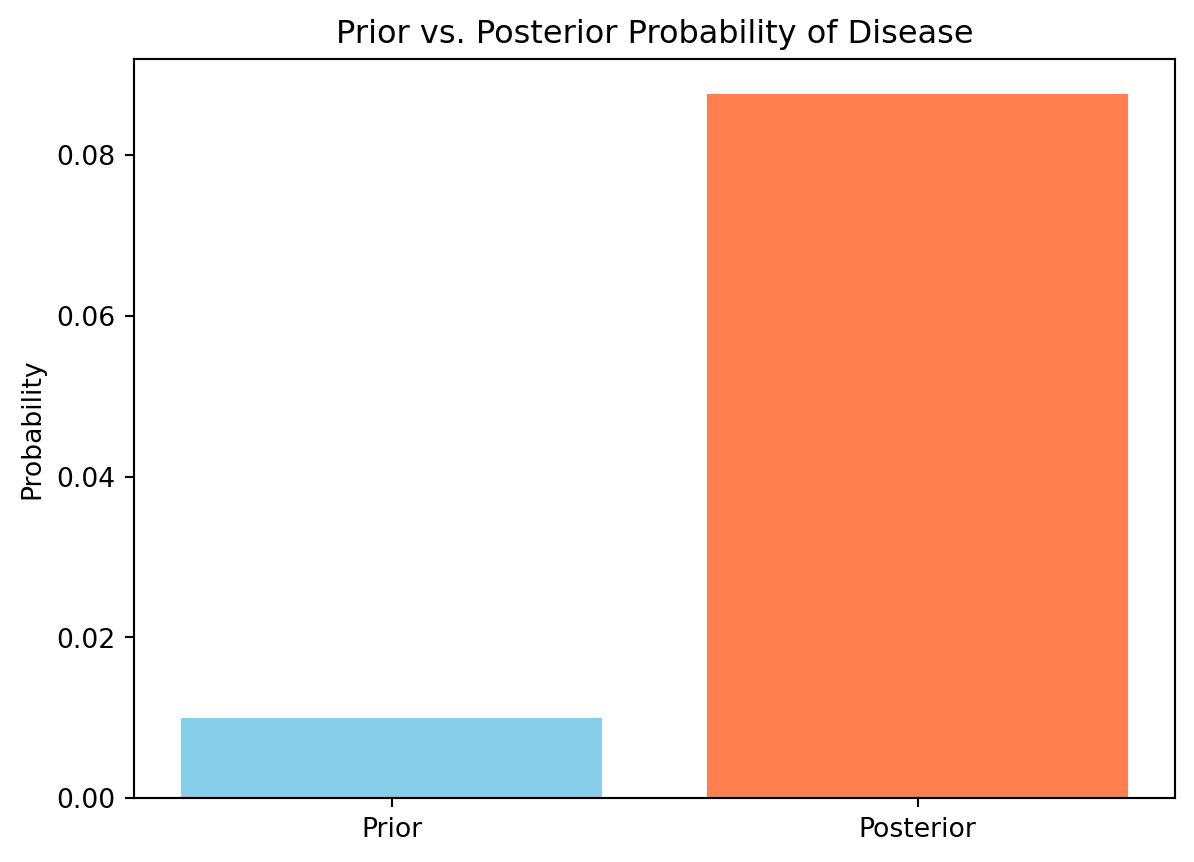 Prior vs. Posterior Probability of Disease
Probability
0.08
0.06
0.04
0.02
0.00
Prior
Posterior